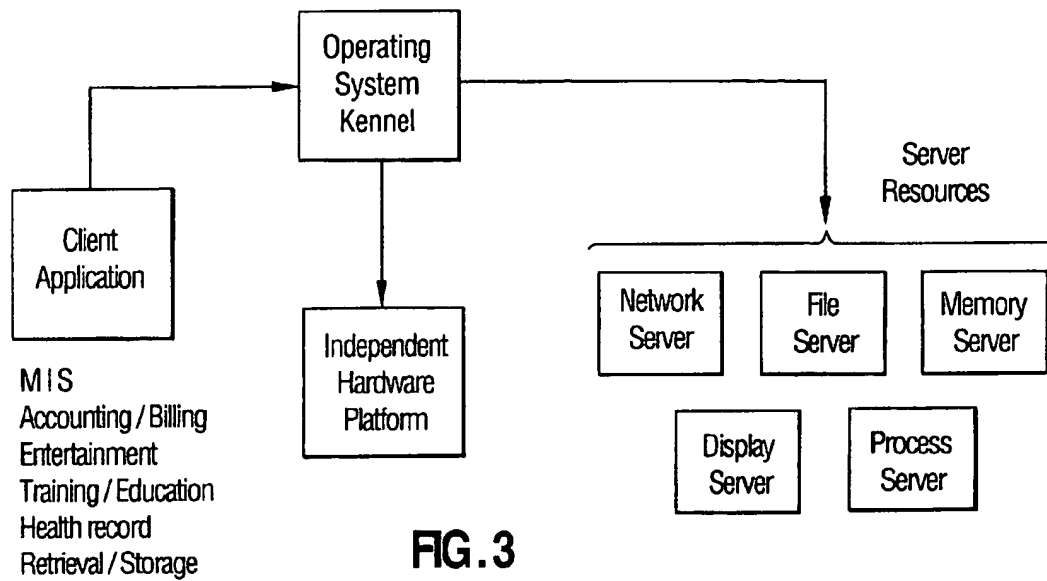 Operating
System
Kennel
Client
Application
MIS
Accounting / Billing
Entertainment
Training / Education
Health record
Retrieval / Storage
Independent
Hardware
Platform
Server
Resources
Network
Server
File
Server
Memory
Server
Display
Server
Process
Server
FIG. 3